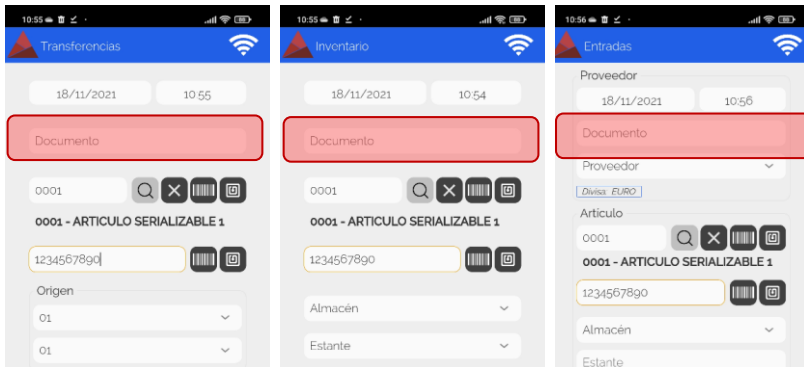 10:55
Transferencias
18/11/2021 10:55
Documento
0001
0001 - ARTICULO SERIALIZABLE 1
1234567890
Origen
01
01
10:55
Inventario
18/11/2021 10:54
Documento
0001
0001 - ARTICULO SERIALIZABLE 1
1234567890
Almacén
Estante
10:56
Entradas
Proveedor
18/11/2021 10:56
Documento
Proveedor
Divisa: EURO
Articulo
0001
0001 - ARTICULO SERIALIZABLE 1
1234567890
Almacén
Estante